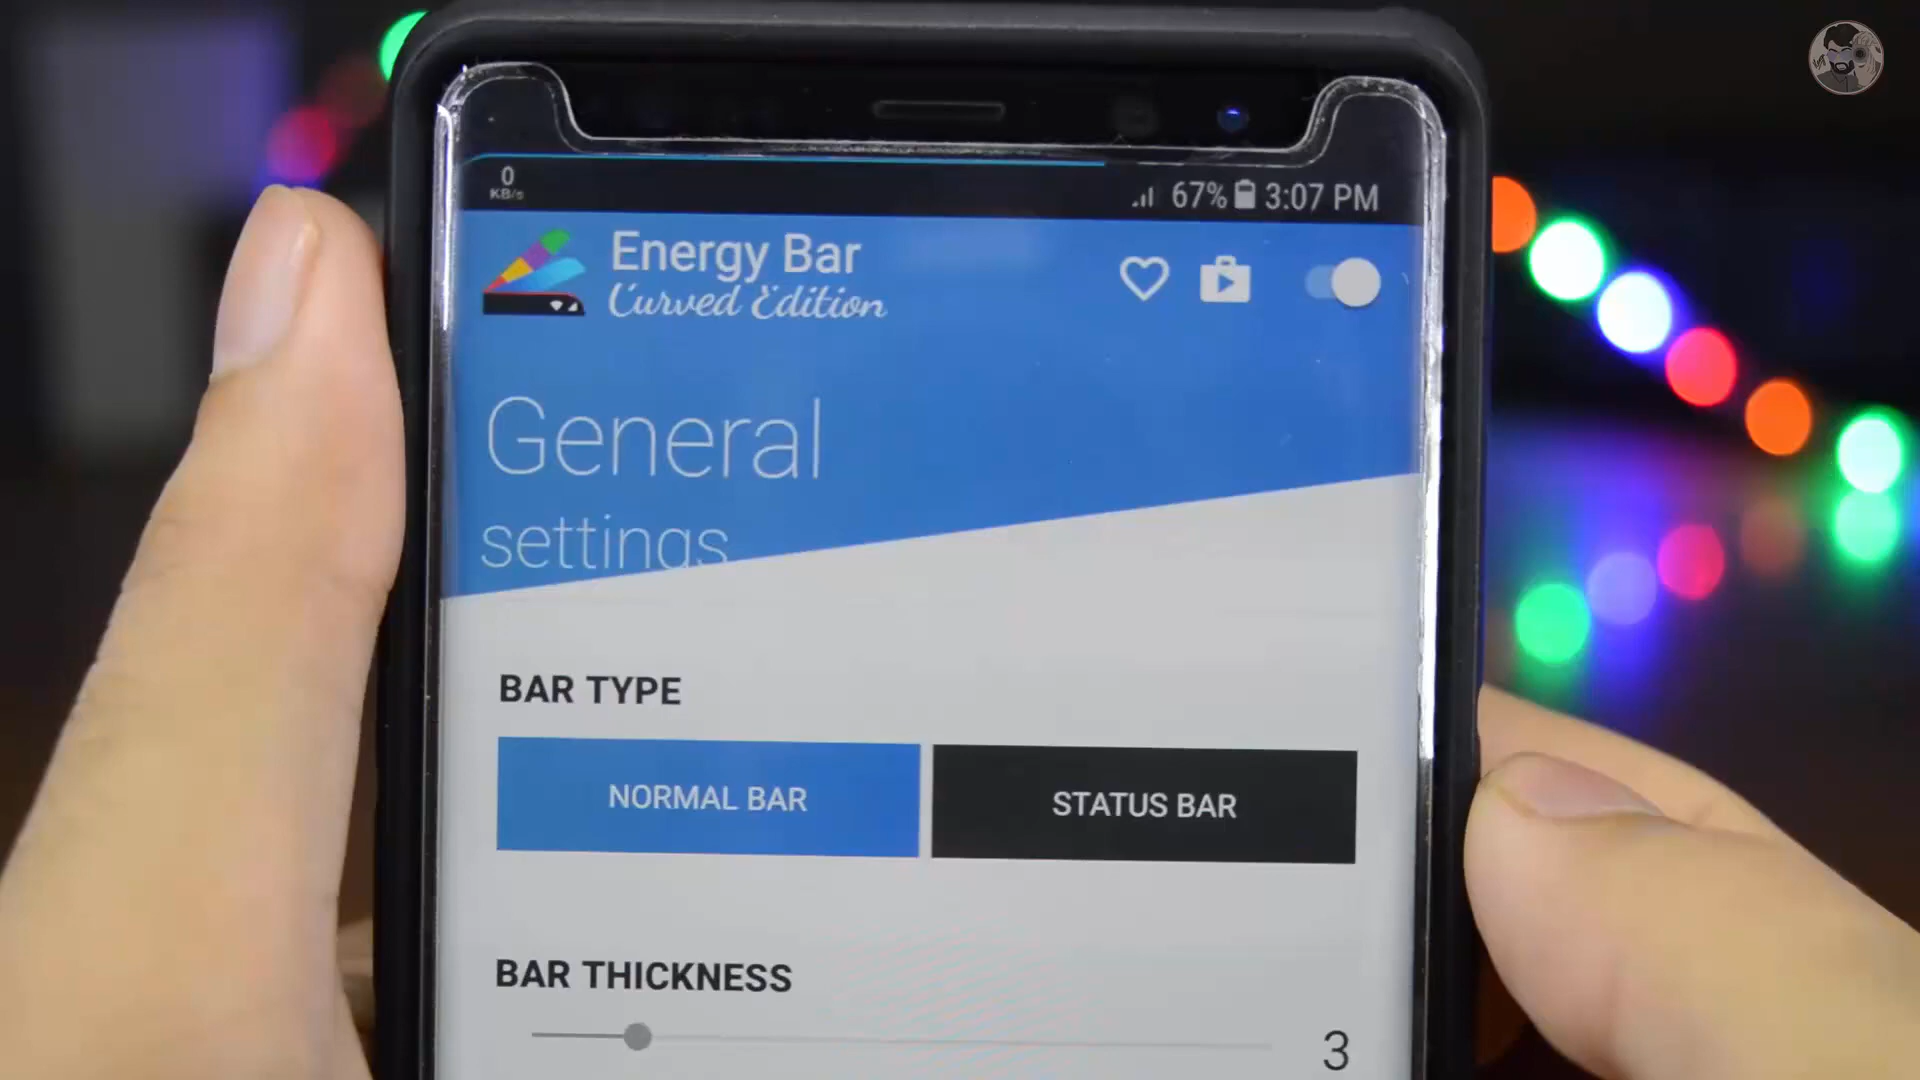 0
KB/s
67% 3:07 PM
Energy Bar
Curved Edition
General
settings
BAR TYPE
NORMAL BAR
STATUS BAR
BAR THICKNESS
3